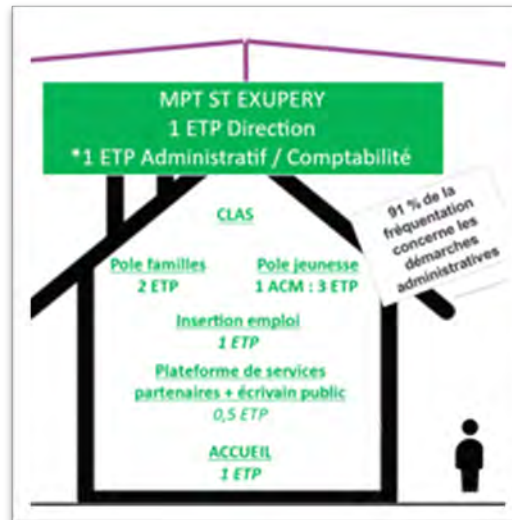 MPT ST EXUPERY
1 ETP Direction
*1 ETP Administratif / Comptabilité
91 % de la
fréquentation
concerne les
démarches
administratives
CLAS
Pole familles
2 ETP
Pole jeunesse
1 ACM : 3 ETP
Insertion emploi
1 ETP
Plateforme de services
partenaires + écrivain public
0,5 ETP
ACCUEIL
1 ETP